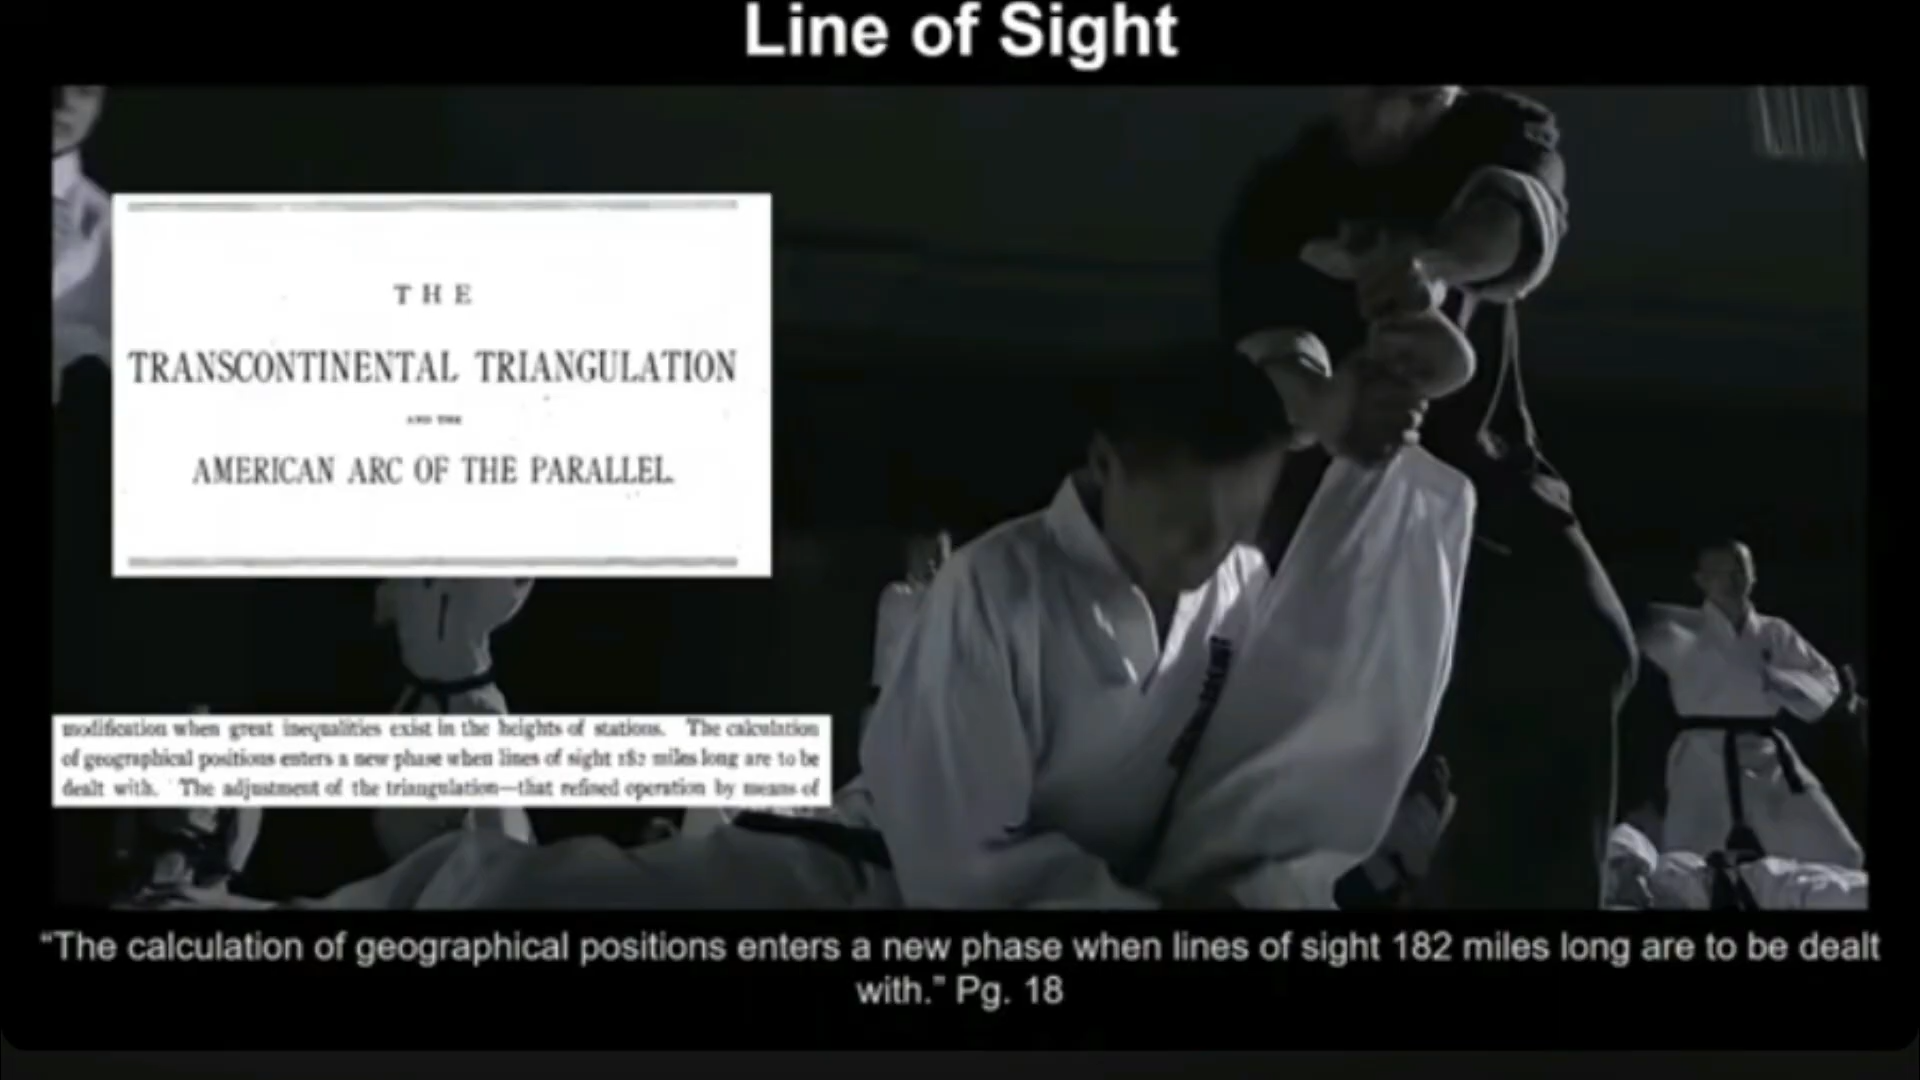 Line of Sight
THE
TRANSCONTINENTAL TRIANGULATION
AND THE
AMERICAN ARC OF THE PARALLEL.
modification when great inequalities exist in the heights of stations. The calculation
of geographical positions enters a new phase when lines of sight 182 miles long are to be
dealt with. The adjustment of the triangulation—that refined operation by means of
“The calculation of geographical positions enters a new phase when lines of sight 182 miles long are to be dealt
with.” Pg. 18